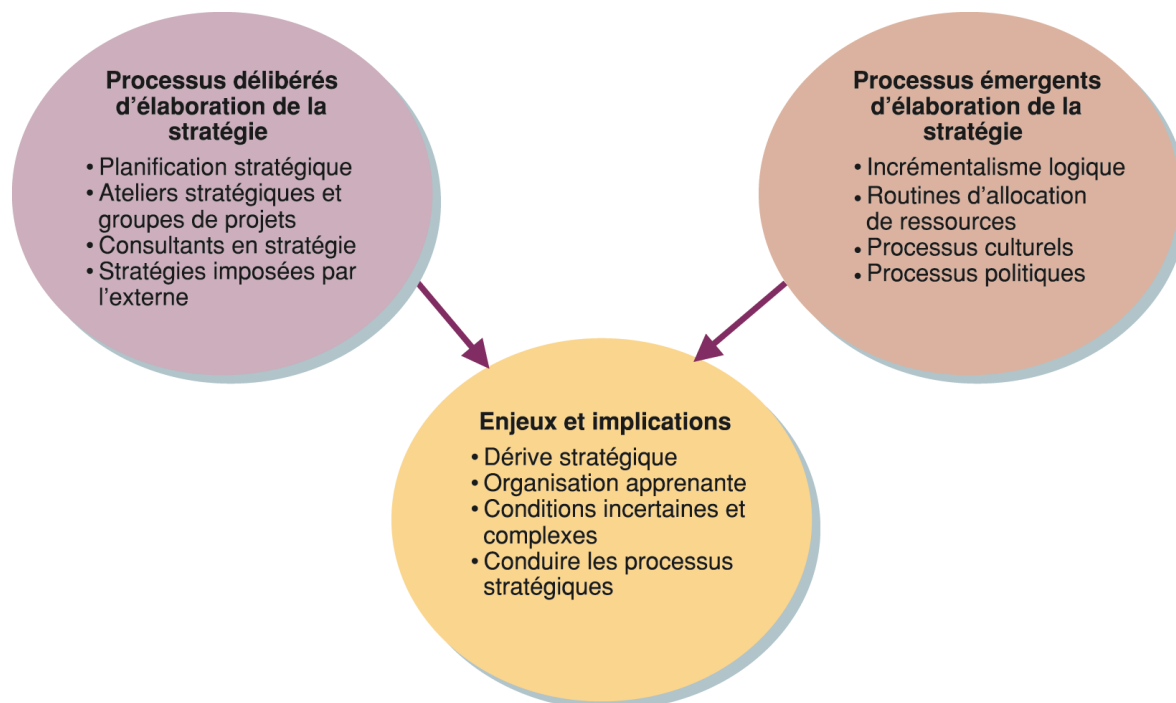 Processus délibérés
d'élaboration de la
stratégie
• Planification stratégique
• Ateliers stratégiques et
groupes de projets
• Consultants en stratégie
• Stratégies imposées par
l'externe
Processus émergents
d'élaboration de la
stratégie
• Incrémentalisme logique
• Routines d'allocation
de ressources
• Processus culturels
• Processus politiques
Enjeux et implications
• Dérive stratégique
• Organisation apprenante
• Conditions incertaines et
complexes
• Conduire les processus
stratégiques